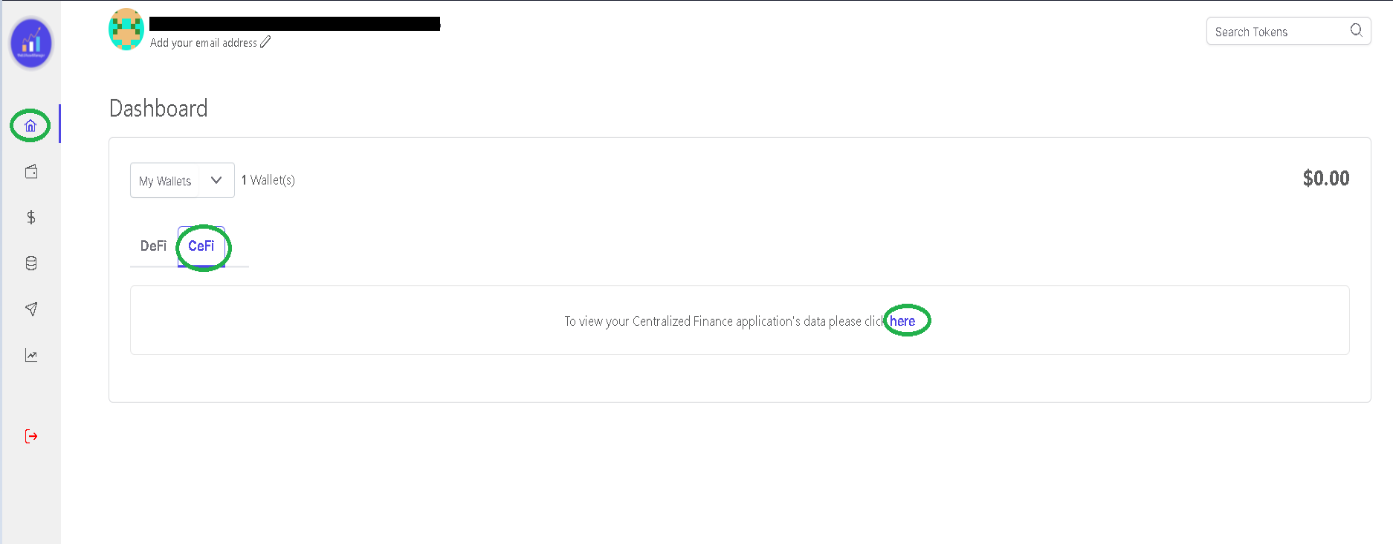 Add your email address
Search Tokens
Dashboard
My Wallets
1 Wallet(s)
$0.00
DeFi
CeFi
To view your Centralized Finance application's data please click here